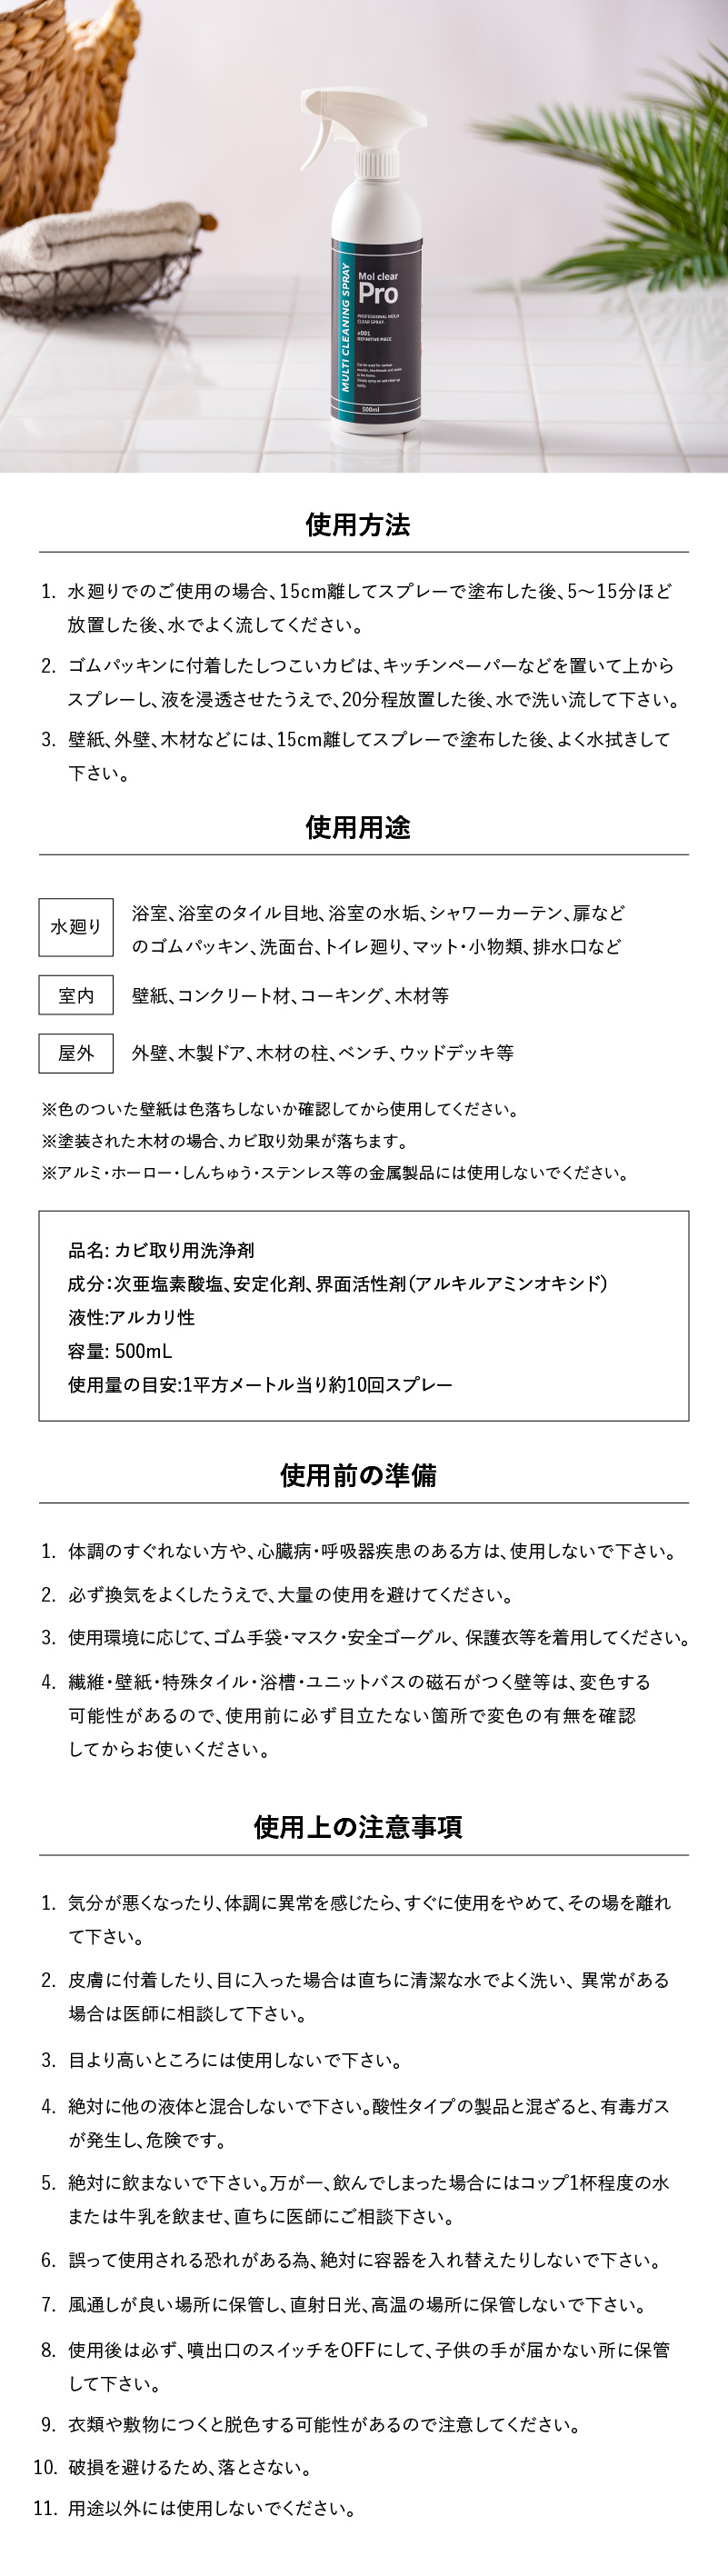 MULTI CLEANING SPRAY
Mol clear
Pro
PROFESSIONAL MOLD
CLEAR SPRAY.
#001
DEFINITIVE PIECE
500ml
使用方法
1. 水廻りでのご使用の場合、15cm離してスプレーで塗布した後、5〜15分ほど
放置した後、水でよく流してください。
2. ゴムパッキンに付着したしつこいカビは、キッチンペーパーなどを置いて上から
スプレーし、液を浸透させたうえで、20分程放置した後、水で洗い流して下さい。
3. 壁紙、外壁、木材などには、15cm離してスプレーで塗布した後、よく水拭きして
下さい。
使用用途
水廻り
浴室、浴室のタイル目地、浴室の水垢、シャワーカーテン、扉など
のゴムパッキン、洗面台、トイレ廻り、マット・小物類、排水口など
室内
壁紙、コンクリート材、コーキング、木材等
屋外
外壁、木製ドア、木材の柱、ベンチ、ウッドデッキ等
※色のついた壁紙は色落ちしないか確認してから使用してください。
※塗装された木材の場合、カビ取り効果が落ちます。
※アルミ・ホーロー・しんちゅう・ステンレス等の金属製品には使用しないでください。
品名: カビ取り用洗浄剤
成分：次亜塩素酸塩、安定化剤、界面活性剤（アルキルアミンオキシド）
液性:アルカリ性
容量: 500mL
使用量の目安:1平方メートル当り約10回スプレー
使用前の準備
1. 体調のすぐれない方や、心臓病・呼吸器疾患のある方は、使用しないで下さい。
2. 必ず換気をよくしたうえで、大量の使用を避けてください。
3. 使用環境に応じて、ゴム手袋・マスク・安全ゴーグル、保護衣等を着用してください。
4. 繊維・壁紙・特殊タイル・浴槽・ユニットバスの磁石がつく壁等は、変色する
可能性があるので、使用前に必ず目立たない箇所で変色の有無を確認
してからお使いください。
使用上の注意事項
1. 気分が悪くなったり、体調に異常を感じたら、すぐに使用をやめて、その場を離れ
て下さい。
2. 皮膚に付着したり、目に入った場合は直ちに清潔な水でよく洗い、異常がある
場合は医師に相談して下さい。
3. 目より高いところには使用しないで下さい。
4. 絶対に他の液体と混合しないで下さい。酸性タイプの製品と混ざると、有毒ガス
が発生し、危険です。
5. 絶対に飲まないで下さい。万が一、飲んでしまった場合にはコップ1杯程度の水
または牛乳を飲ませ、直ちに医師にご相談下さい。
6. 誤って使用される恐れがある為、絶対に容器を入れ替えたりしないで下さい。
7. 風通しが良い場所に保管し、直射日光、高温の場所に保管しないで下さい。
8. 使用後は必ず、噴出口のスイッチをOFFにして、子供の手が届かない所に保管
して下さい。
9. 衣類や敷物につくと脱色する可能性があるので注意してください。
10. 破損を避けるため、落とさない。
11. 用途以外には使用しないでください。